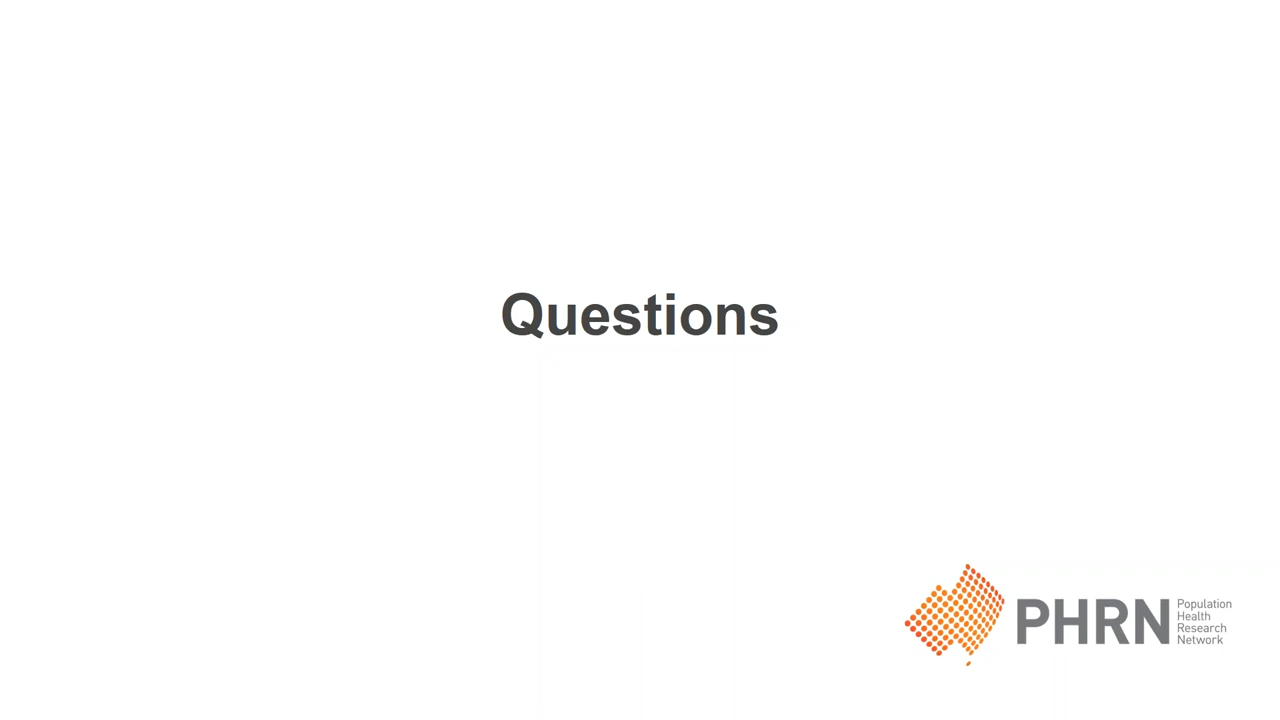 Questions
PHRN
Population
Health
Research
Network